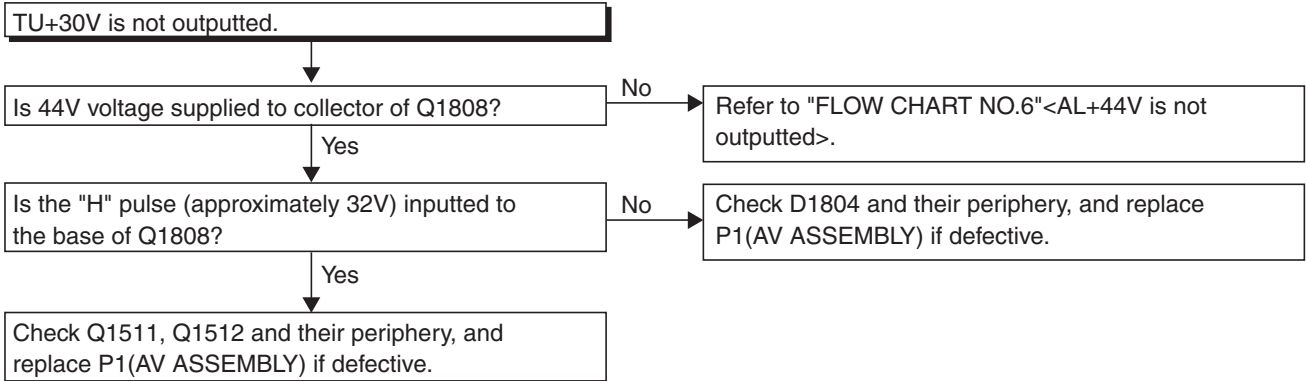 TU+30V is not outputted.
Is 44V voltage supplied to collector of Q1808?
No
Refer to "FLOW CHART NO.6"<AL+44V is not
outputted>.
Yes
Is the "H" pulse (approximately 32V) inputted to
the base of Q1808?
No
Check D1804 and their periphery, and replace
P1(AV ASSEMBLY) if defective.
Yes
Check Q1511, Q1512 and their periphery, and
replace P1(AV ASSEMBLY) if defective.